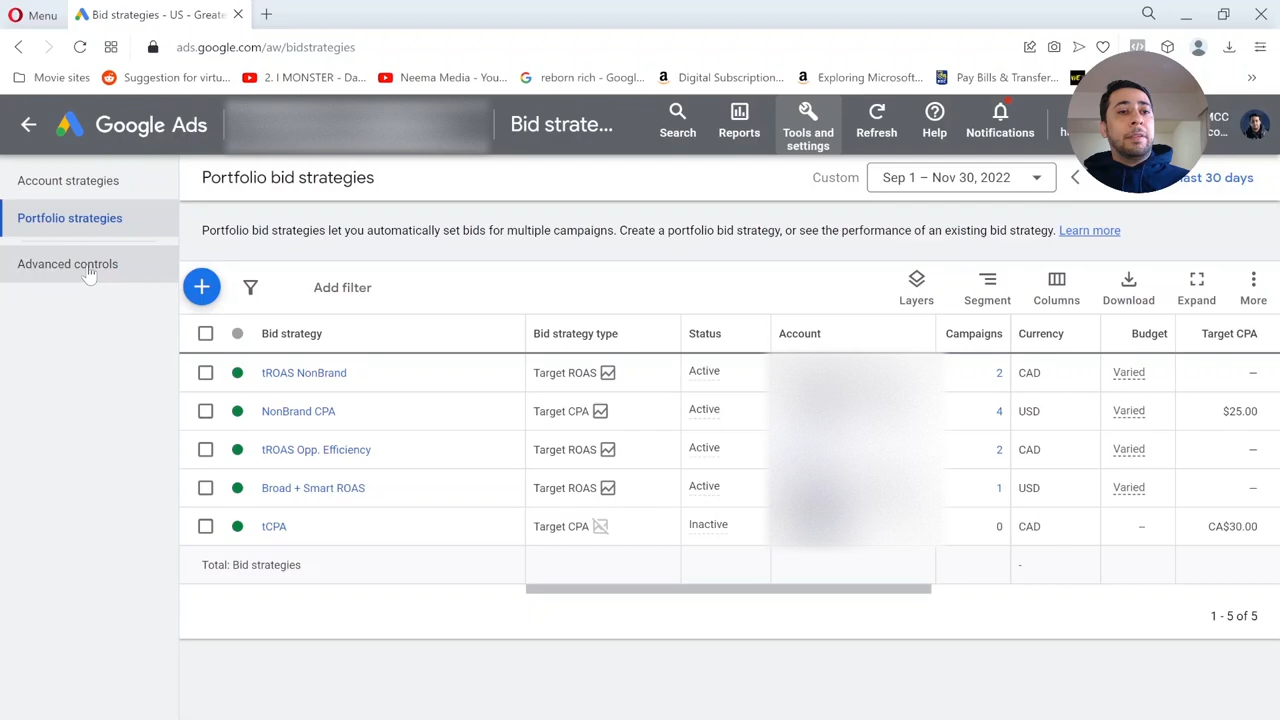 Menu
Bid strategies - US - Greate
ads.google.com/aw/bidstrategies
Movie sites
Suggestion for virtu...
2. I MONSTER - Da...
Neema Media - You...
reborn rich - Googl...
Digital Subscription...
Exploring Microsoft...
Pay Bills & Transfer...
Google Ads
Bid strate...
Search
Reports
Tools and
settings
Refresh
Help
Notifications
MCC
co...
Account strategies
Portfolio strategies
Advanced controls
Portfolio bid strategies
Custom
Sep 1 – Nov 30, 2022
last 30 days
Portfolio bid strategies let you automatically set bids for multiple campaigns. Create a portfolio bid strategy, or see the performance of an existing bid strategy. Learn more
Add filter
Layers
Segment
Columns
Download
Expand
More
Bid strategy Bid strategy type Status Account Campaigns Currency Budget Target CPA
tROAS NonBrand Target ROAS Active 2 CAD Varied –
NonBrand CPA Target CPA Active 4 USD Varied $25.00
tROAS Opp. Efficiency Target ROAS Active 2 CAD Varied –
Broad + Smart ROAS Target ROAS Active 1 USD Varied –
tCPA Target CPA Inactive 0 CAD – CA$30.00
Total: Bid strategies -
1 - 5 of 5